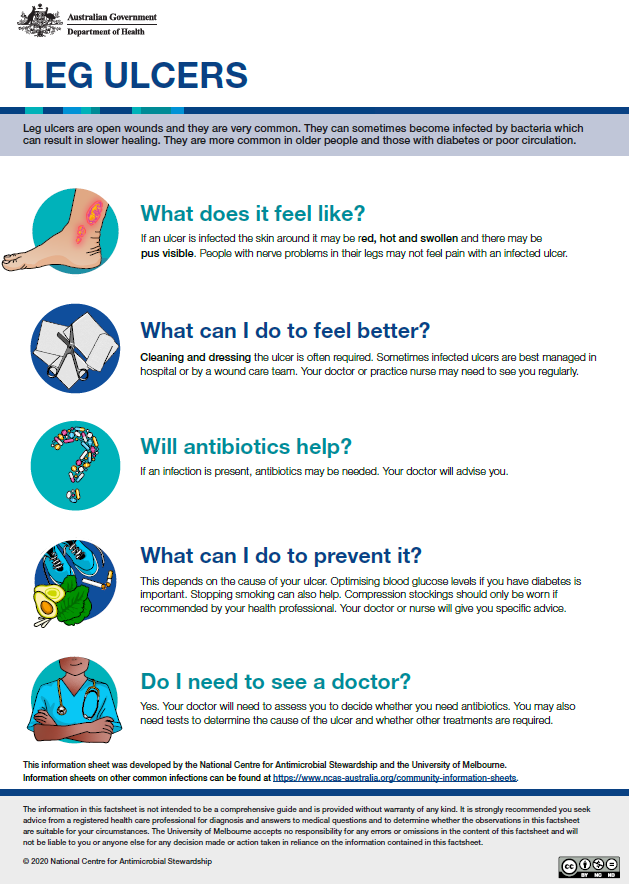 Australian Government
Department of Health
LEG ULCERS
Leg ulcers are open wounds and they are very common. They can sometimes become infected by bacteria which
can result in slower healing. They are more common in older people and those with diabetes or poor circulation.
What does it feel like?
If an ulcer is infected the skin around it may be red, hot and swollen and there may be
pus visible. People with nerve problems in their legs may not feel pain with an infected ulcer.
What can I do to feel better?
Cleaning and dressing the ulcer is often required. Sometimes infected ulcers are best managed in
hospital or by a wound care team. Your doctor or practice nurse may need to see you regularly.
Will antibiotics help?
If an infection is present, antibiotics may be needed. Your doctor will advise you.
What can I do to prevent it?
This depends on the cause of your ulcer. Optimising blood glucose levels if you have diabetes is
important. Stopping smoking can also help. Compression stockings should only be worn if
recommended by your health professional. Your doctor or nurse will give you specific advice.
Do I need to see a doctor?
Yes. Your doctor will need to assess you to decide whether you need antibiotics. You may also
need tests to determine the cause of the ulcer and whether other treatments are required.
This information sheet was developed by the National Centre for Antimicrobial Stewardship and the University of Melbourne.
Information sheets on other common infections can be found at https://www.ncas-australia.org/community-information-sheets.
The information in this factsheet is not intended to be a comprehensive guide and is provided without warranty of any kind. It is strongly recommended you seek
advice from a registered health care professional for diagnosis and answers to medical questions and to determine whether the observations in this factsheet
are suitable for your circumstances. The University of Melbourne accepts no responsibility for any errors or omissions in the content of this factsheet and will
not be liable to you or anyone else for any decision made or action taken in reliance on the information contained in this factsheet.
© 2020 National Centre for Antimicrobial Stewardship
cc
BY NC ND